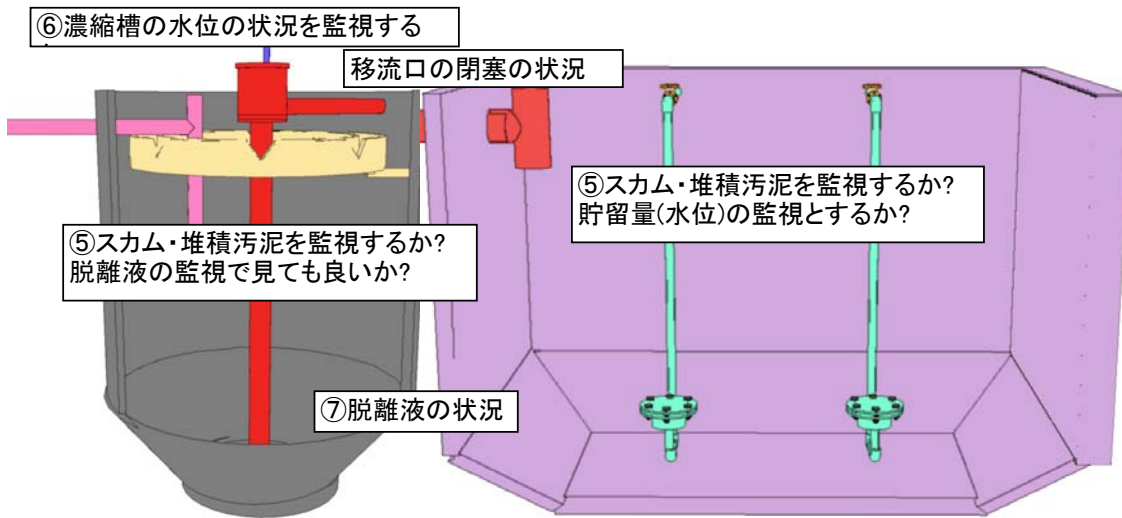 ⑥濃縮槽の水位の状況を監視する
移流口の閉塞の状況
⑤スカム・堆積汚泥を監視するか?
貯留量(水位)の監視とするか?
⑤スカム・堆積汚泥を監視するか?
脱離液の監視で見ても良いか?
⑦脱離液の状況